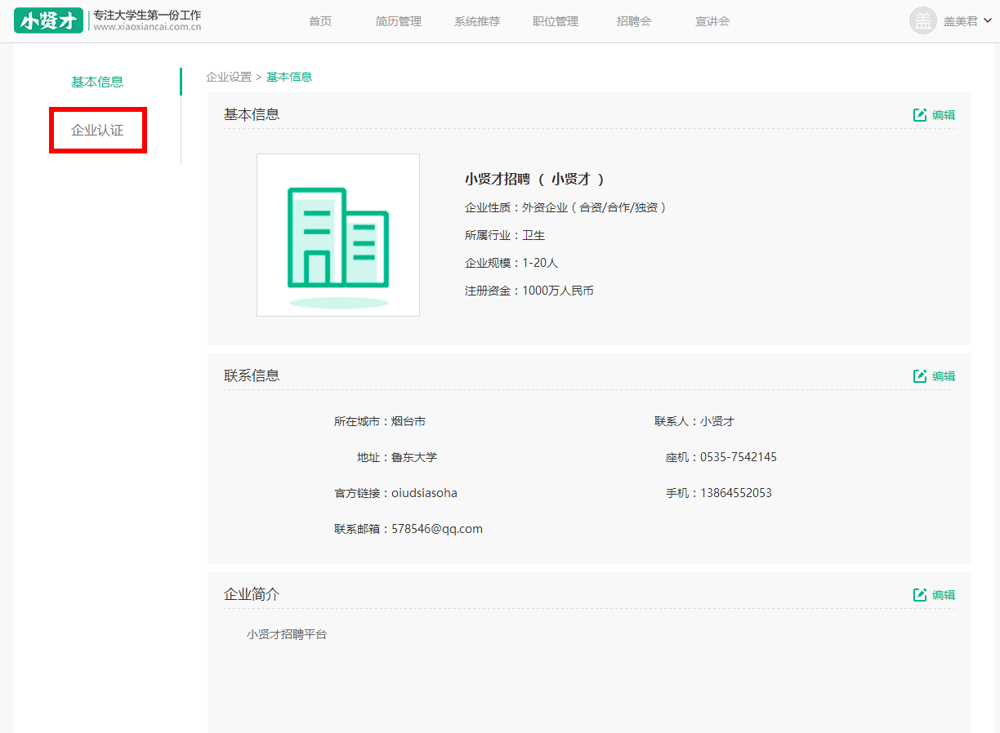 小贤才 专注大学生第一份工作
www.xiaoxiancai.com.cn
首页 简历管理 系统推荐 职位管理 招聘会 宣讲会
盖 盖美君
基本信息
企业认证
企业设置 > 基本信息
基本信息 编辑
小贤才招聘 ( 小贤才 )
企业性质：外资企业 ( 合资/合作/独资 )
所属行业：卫生
企业规模：1-20人
注册资金：1000万人民币
联系信息 编辑
所在城市：烟台市 联系人：小贤才
地址：鲁东大学 座机：0535-7542145
官方链接：oiudsiasoha 手机：13864552053
联系邮箱：578546@qq.com
企业简介 编辑
小贤才招聘平台